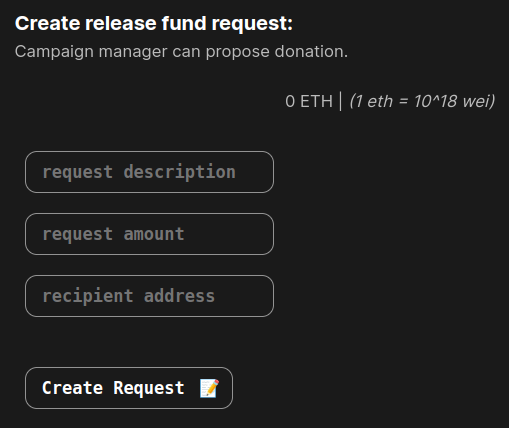 Create release fund request:
Campaign manager can propose donation.
0 ETH | (1 eth = 10^18 wei)
request description
request amount
recipient address
Create Request 📝